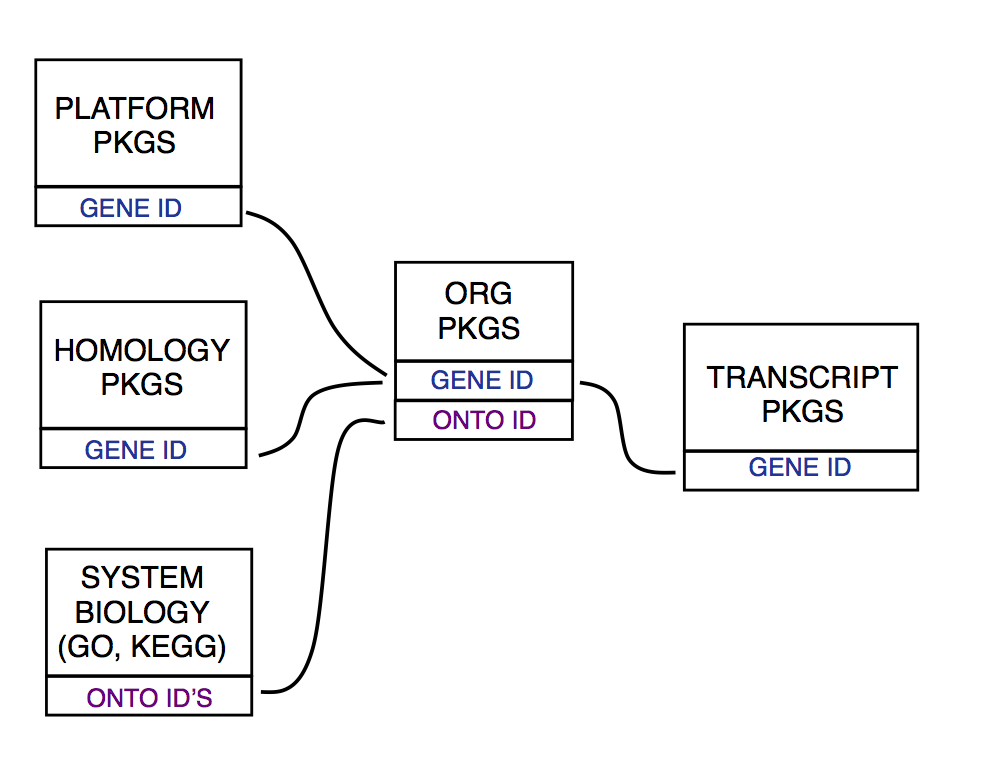 PLATFORM
PKGS
GENE ID
HOMOLOGY
PKGS
GENE ID
SYSTEM
BIOLOGY
(GO, KEGG)
ONTO ID’S
ORG
PKGS
GENE ID
ONTO ID
TRANSCRIPT
PKGS
GENE ID